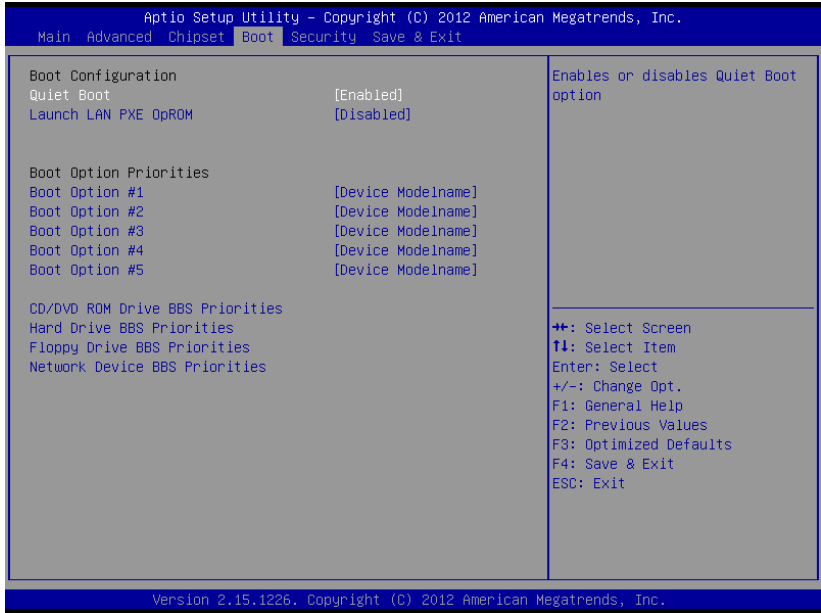 Aptio Setup Utility – Copyright (C) 2012 American Megatrends, Inc.
Main Advanced Chipset Boot Security Save & Exit
Boot Configuration
Quiet Boot [Enabled]
Launch LAN PXE OpROM [Disabled]
Boot Option Priorities
Boot Option #1 [Device Modelname]
Boot Option #2 [Device Modelname]
Boot Option #3 [Device Modelname]
Boot Option #4 [Device Modelname]
Boot Option #5 [Device Modelname]
CD/DVD ROM Drive BBS Priorities
Hard Drive BBS Priorities
Floppy Drive BBS Priorities
Network Device BBS Priorities
Enables or disables Quiet Boot
option
→←: Select Screen
↑↓: Select Item
Enter: Select
+/-: Change Opt.
F1: General Help
F2: Previous Values
F3: Optimized Defaults
F4: Save & Exit
ESC: Exit
Version 2.15.1226. Copyright (C) 2012 American Megatrends, Inc.